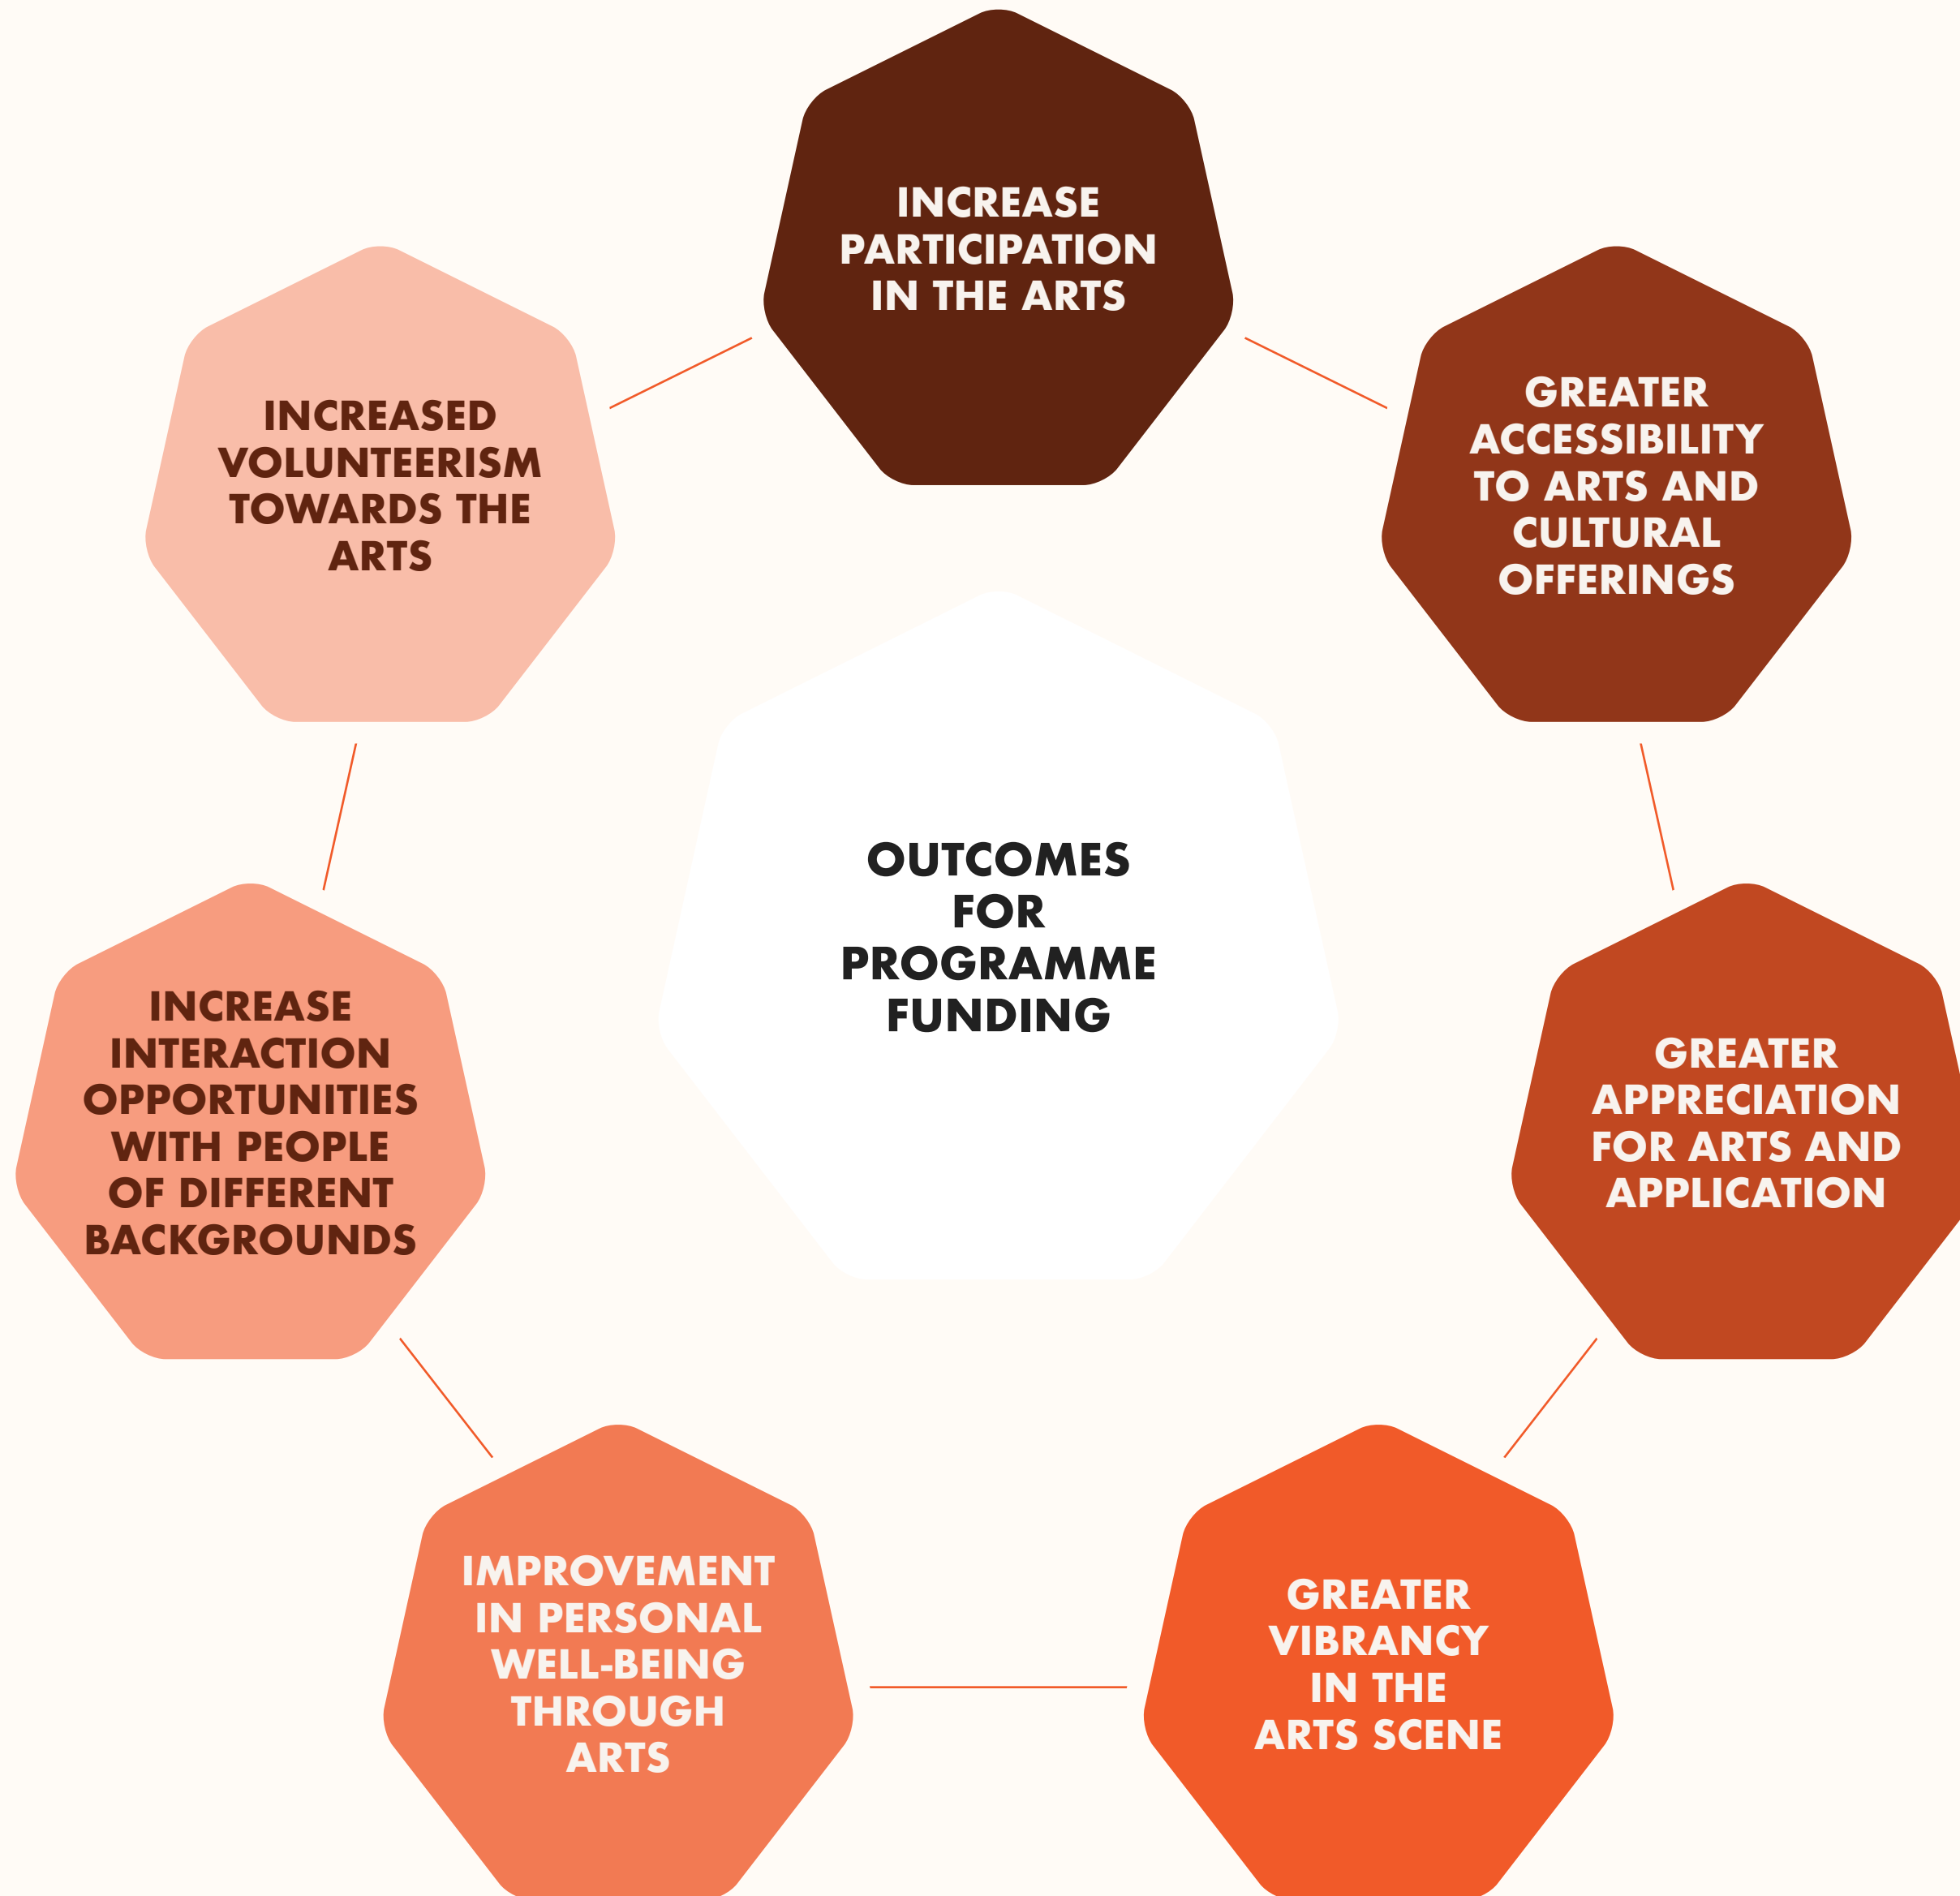 INCREASE
PARTICIPATION
IN THE ARTS
GREATER
ACCESSIBILITY
TO ARTS AND
CULTURAL
OFFERINGS
GREATER
APPRECIATION
FOR ARTS AND
APPLICATION
GREATER
VIBRANCY
IN THE
ARTS SCENE
IMPROVEMENT
IN PERSONAL
WELL-BEING
THROUGH
ARTS
INCREASE
INTERACTION
OPPORTUNITIES
WITH PEOPLE
OF DIFFERENT
BACKGROUNDS
INCREASED
VOLUNTEERISM
TOWARDS THE
ARTS
OUTCOMES
FOR
PROGRAMME
FUNDING